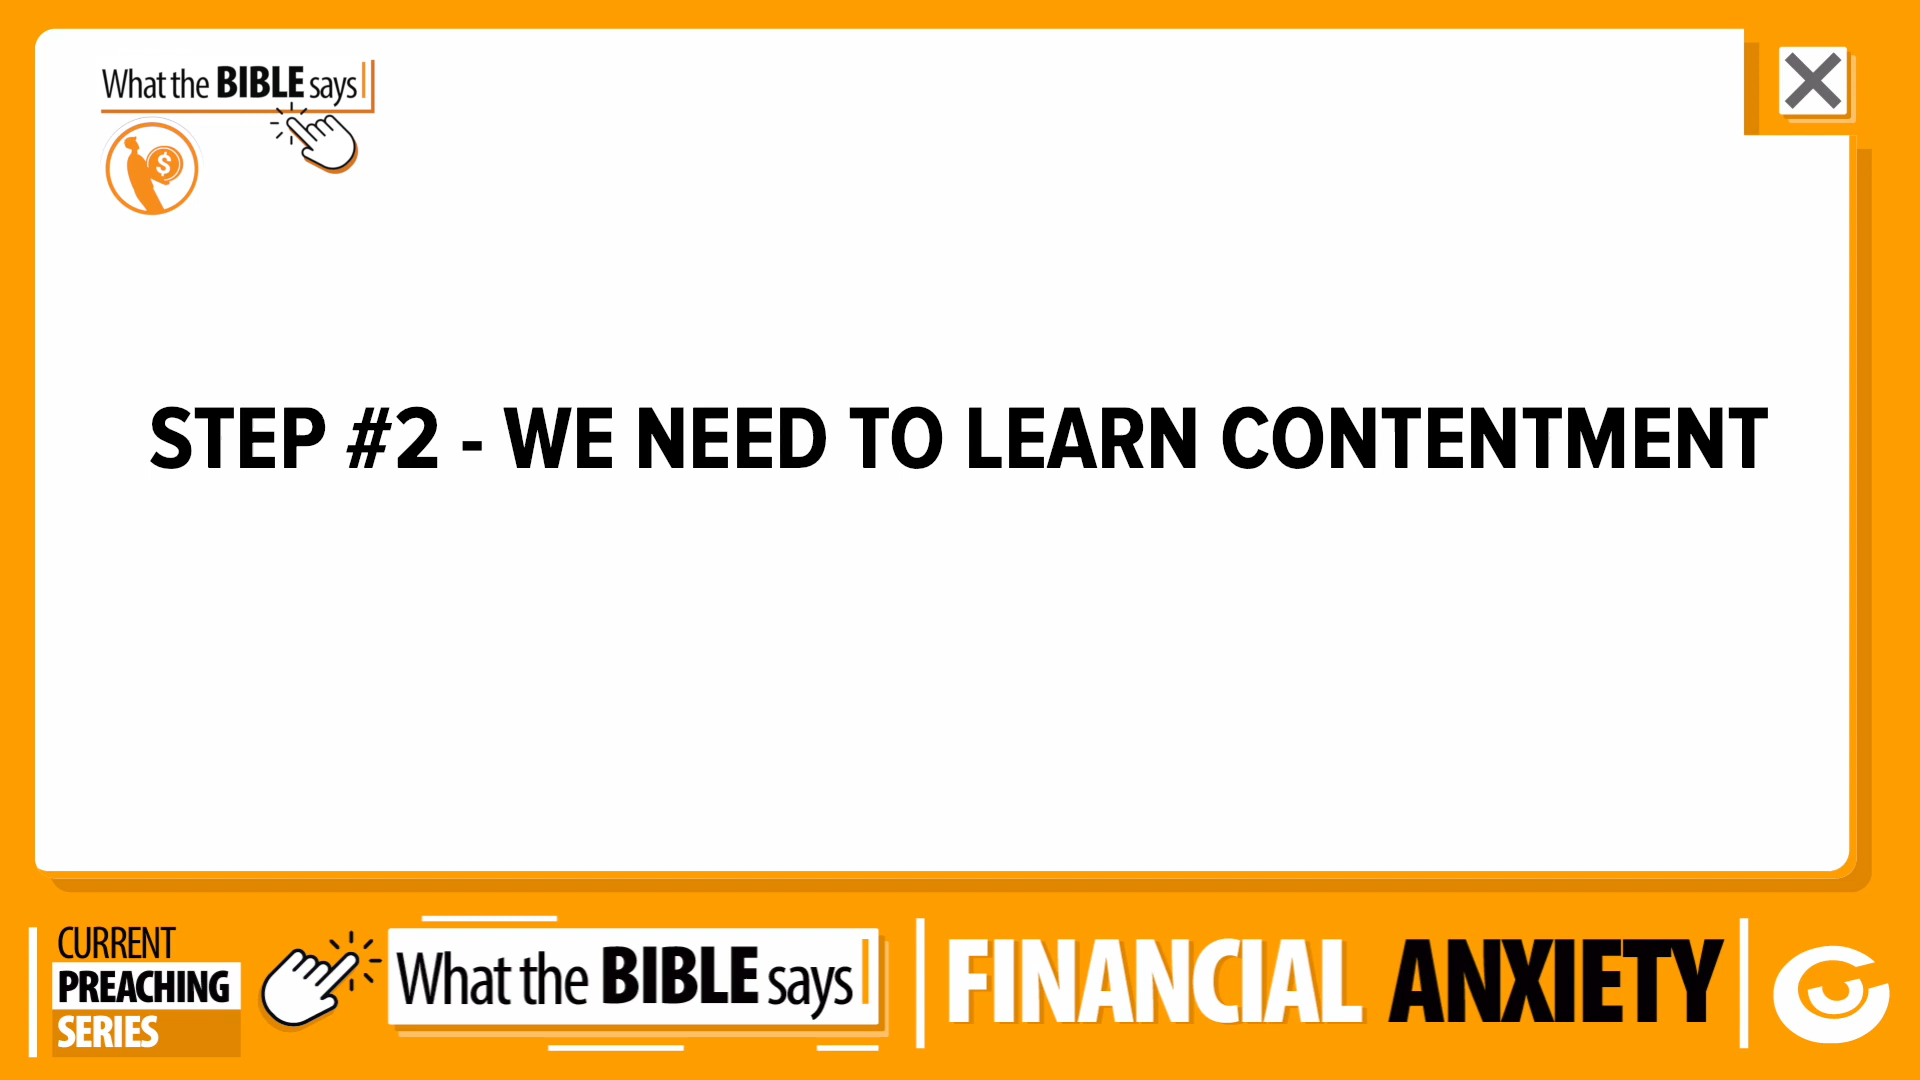 What the BIBLE says
$
STEP #2 - WE NEED TO LEARN CONTENTMENT
CURRENT
PREACHING
SERIES
What the BIBLE says
FINANCIAL ANXIETY